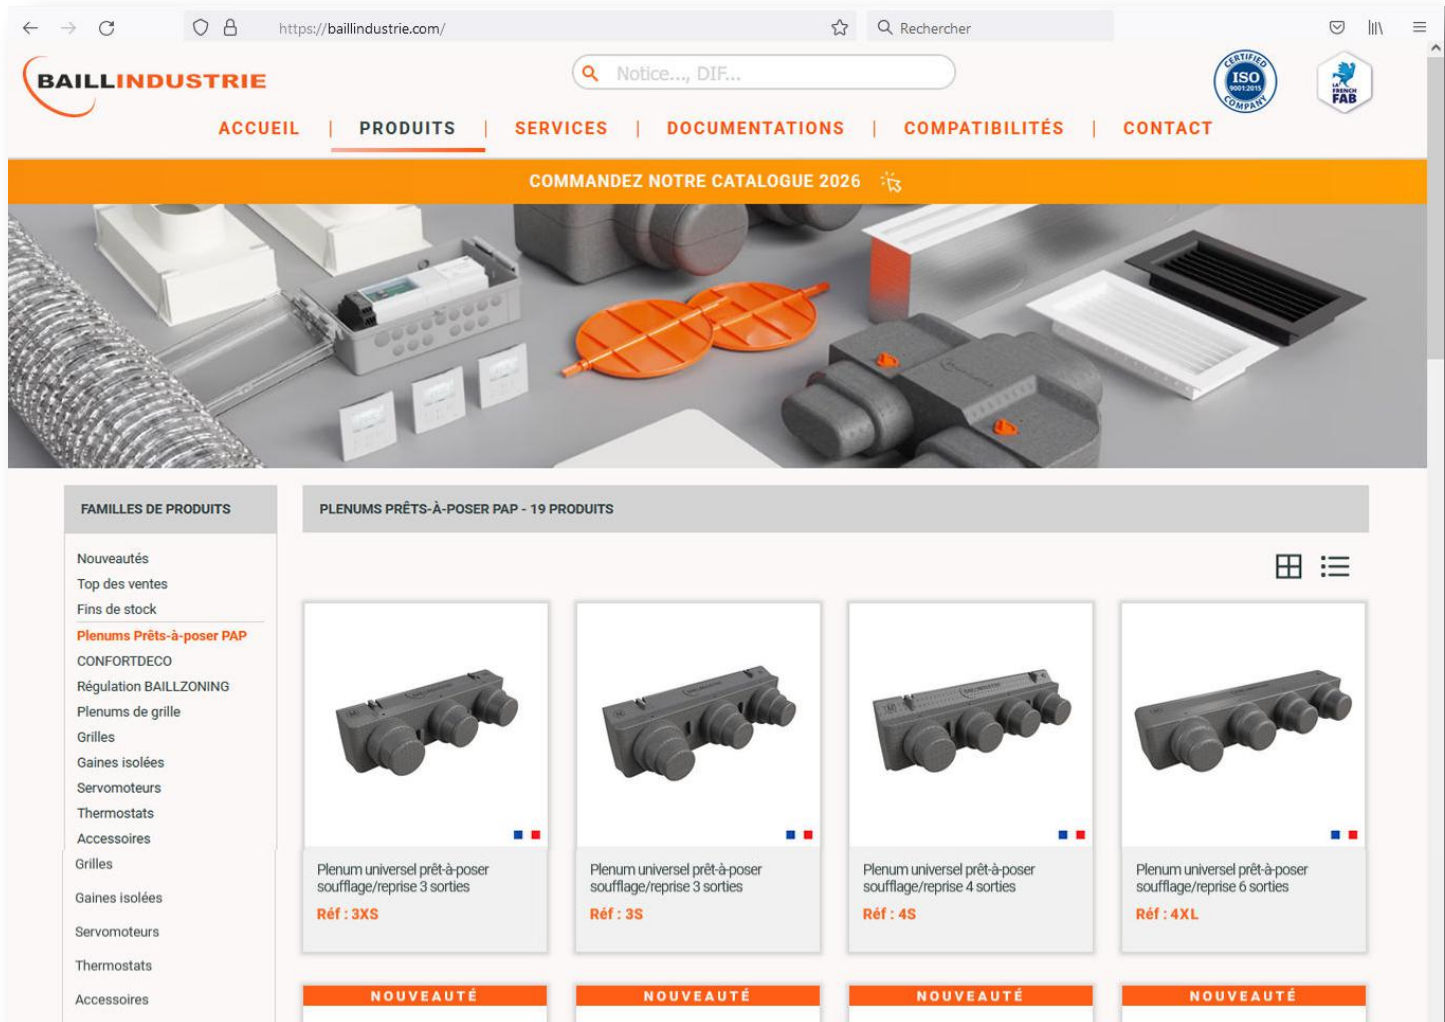 https://baillindustrie.com/
Rechercher
BAILLINDUSTRIE
Notice..., DIF...
CERTIFIED
ISO
9001:2015
COMPANY
LA
FRENCH
FAB
ACCUEIL | PRODUITS | SERVICES | DOCUMENTATIONS | COMPATIBILITÉS | CONTACT
COMMANDEZ NOTRE CATALOGUE 2026
FAMILLES DE PRODUITS
Nouveautés
Top des ventes
Fins de stock
Plenums Prêts-à-poser PAP
CONFORTDECO
Régulation BAILLZONING
Plenums de grille
Grilles
Gaines isolées
Servomoteurs
Thermostats
Accessoires
Grilles
Gaines isolées
Servomoteurs
Thermostats
Accessoires
PLENUMS PRÊTS-À-POSER PAP - 19 PRODUITS
Plenum universel prêt-à-poser
soufflage/reprise 3 sorties
Réf : 3XS
Plenum universel prêt-à-poser
soufflage/reprise 3 sorties
Réf : 3S
Plenum universel prêt-à-poser
soufflage/reprise 4 sorties
Réf : 4S
Plenum universel prêt-à-poser
soufflage/reprise 6 sorties
Réf : 4XL
NOUVEAUTÉ
NOUVEAUTÉ
NOUVEAUTÉ
NOUVEAUTÉ